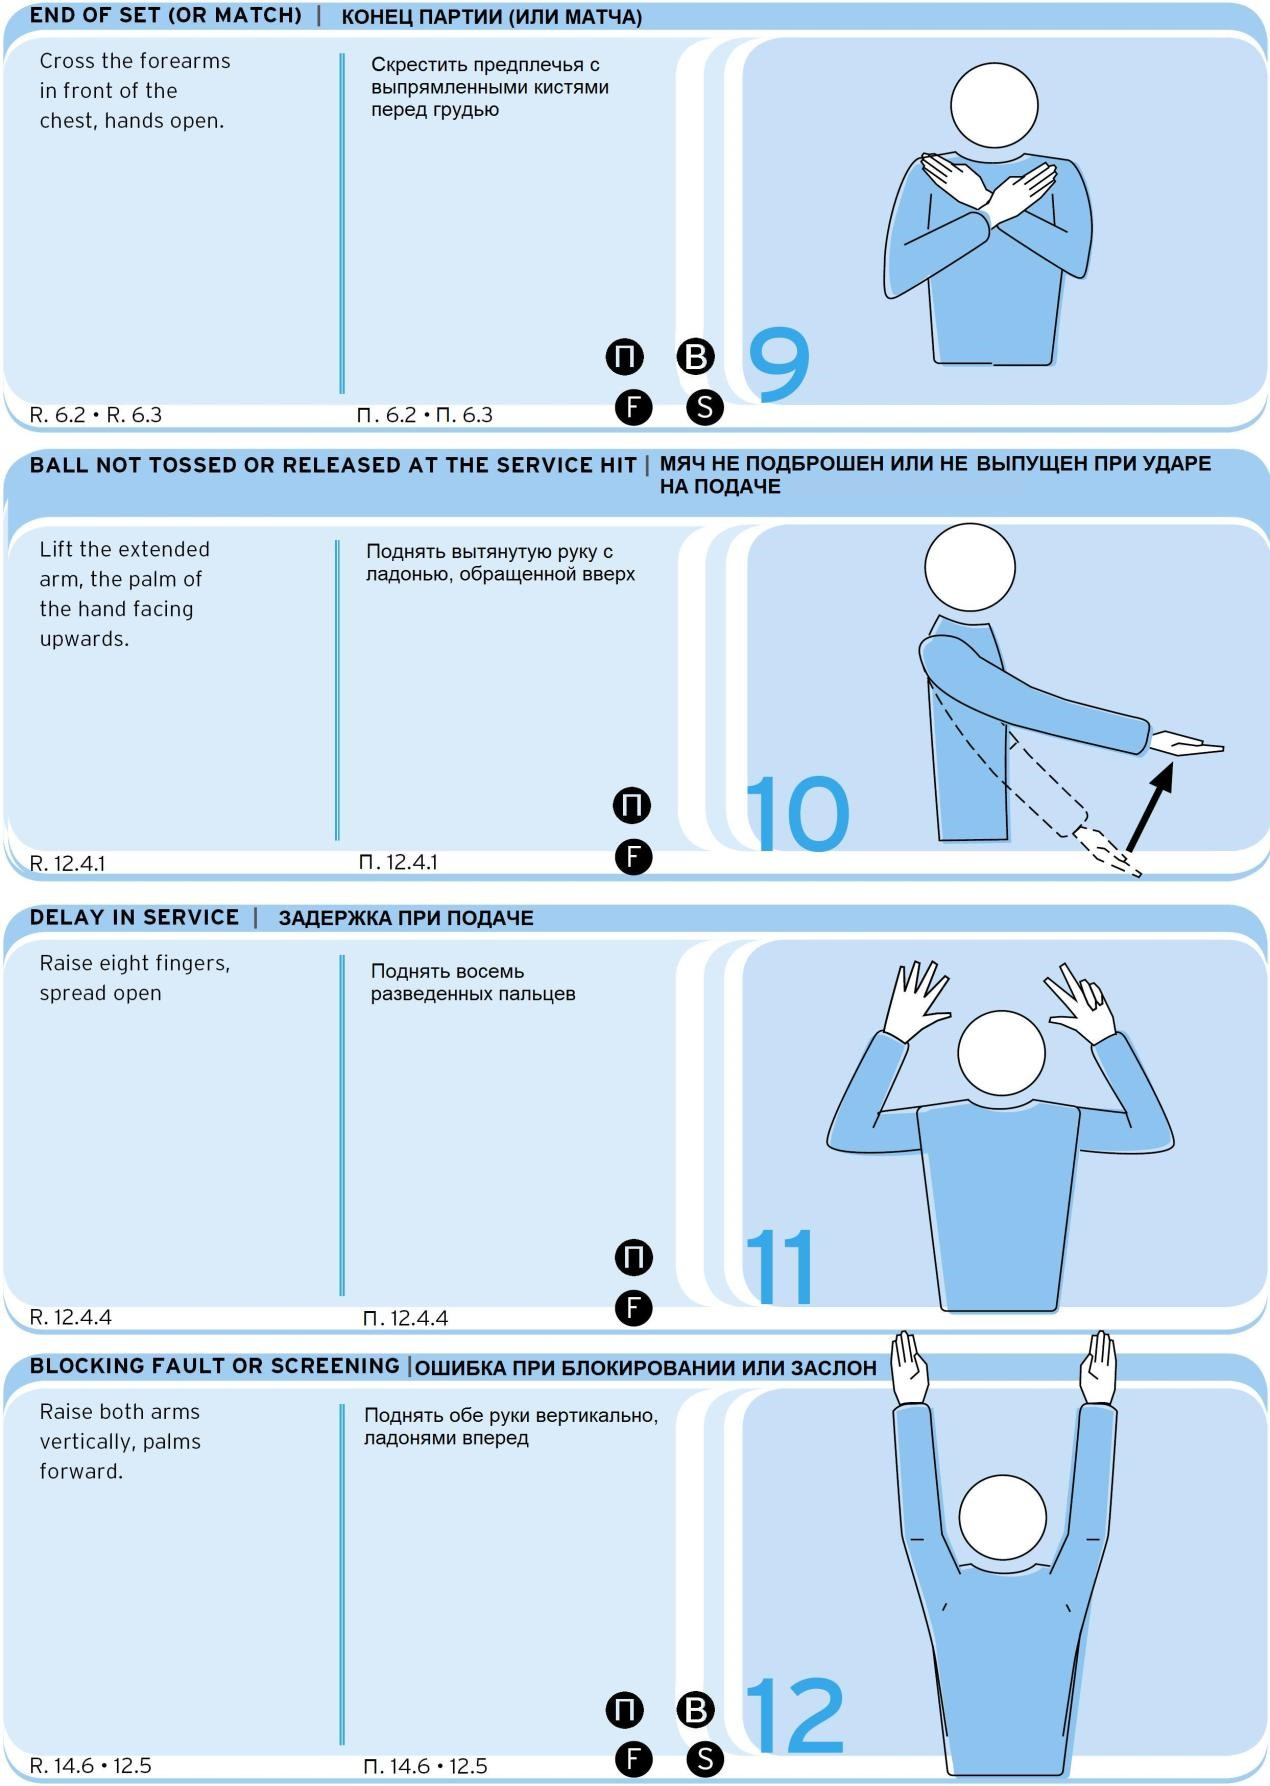 END OF SET (OR MATCH) | КОНЕЦ ПАРТИИ (ИЛИ МАТЧА)
Cross the forearms
in front of the
chest, hands open.
Скрестить предплечья с
выпрямленными кистями
перед грудью
П В
F S
9
R. 6.2 • R. 6.3
П. 6.2 • П. 6.3
BALL NOT TOSSED OR RELEASED AT THE SERVICE HIT | МЯЧ НЕ ПОДБРОШЕН ИЛИ НЕ ВЫПУЩЕН ПРИ УДАРЕ
НА ПОДАЧЕ
Lift the extended
arm, the palm of
the hand facing
upwards.
Поднять вытянутую руку с
ладонью, обращенной вверх
П
F
10
R. 12.4.1
П. 12.4.1
DELAY IN SERVICE | ЗАДЕРЖКА ПРИ ПОДАЧЕ
Raise eight fingers,
spread open
Поднять восемь
разведенных пальцев
П
F
11
R. 12.4.4
П. 12.4.4
BLOCKING FAULT OR SCREENING |ОШИБКА ПРИ БЛОКИРОВАНИИ ИЛИ ЗАСЛОН
Raise both arms
vertically, palms
forward.
Поднять обе руки вертикально,
ладонями вперед
П В
F S
12
R. 14.6 • 12.5
П. 14.6 • 12.5